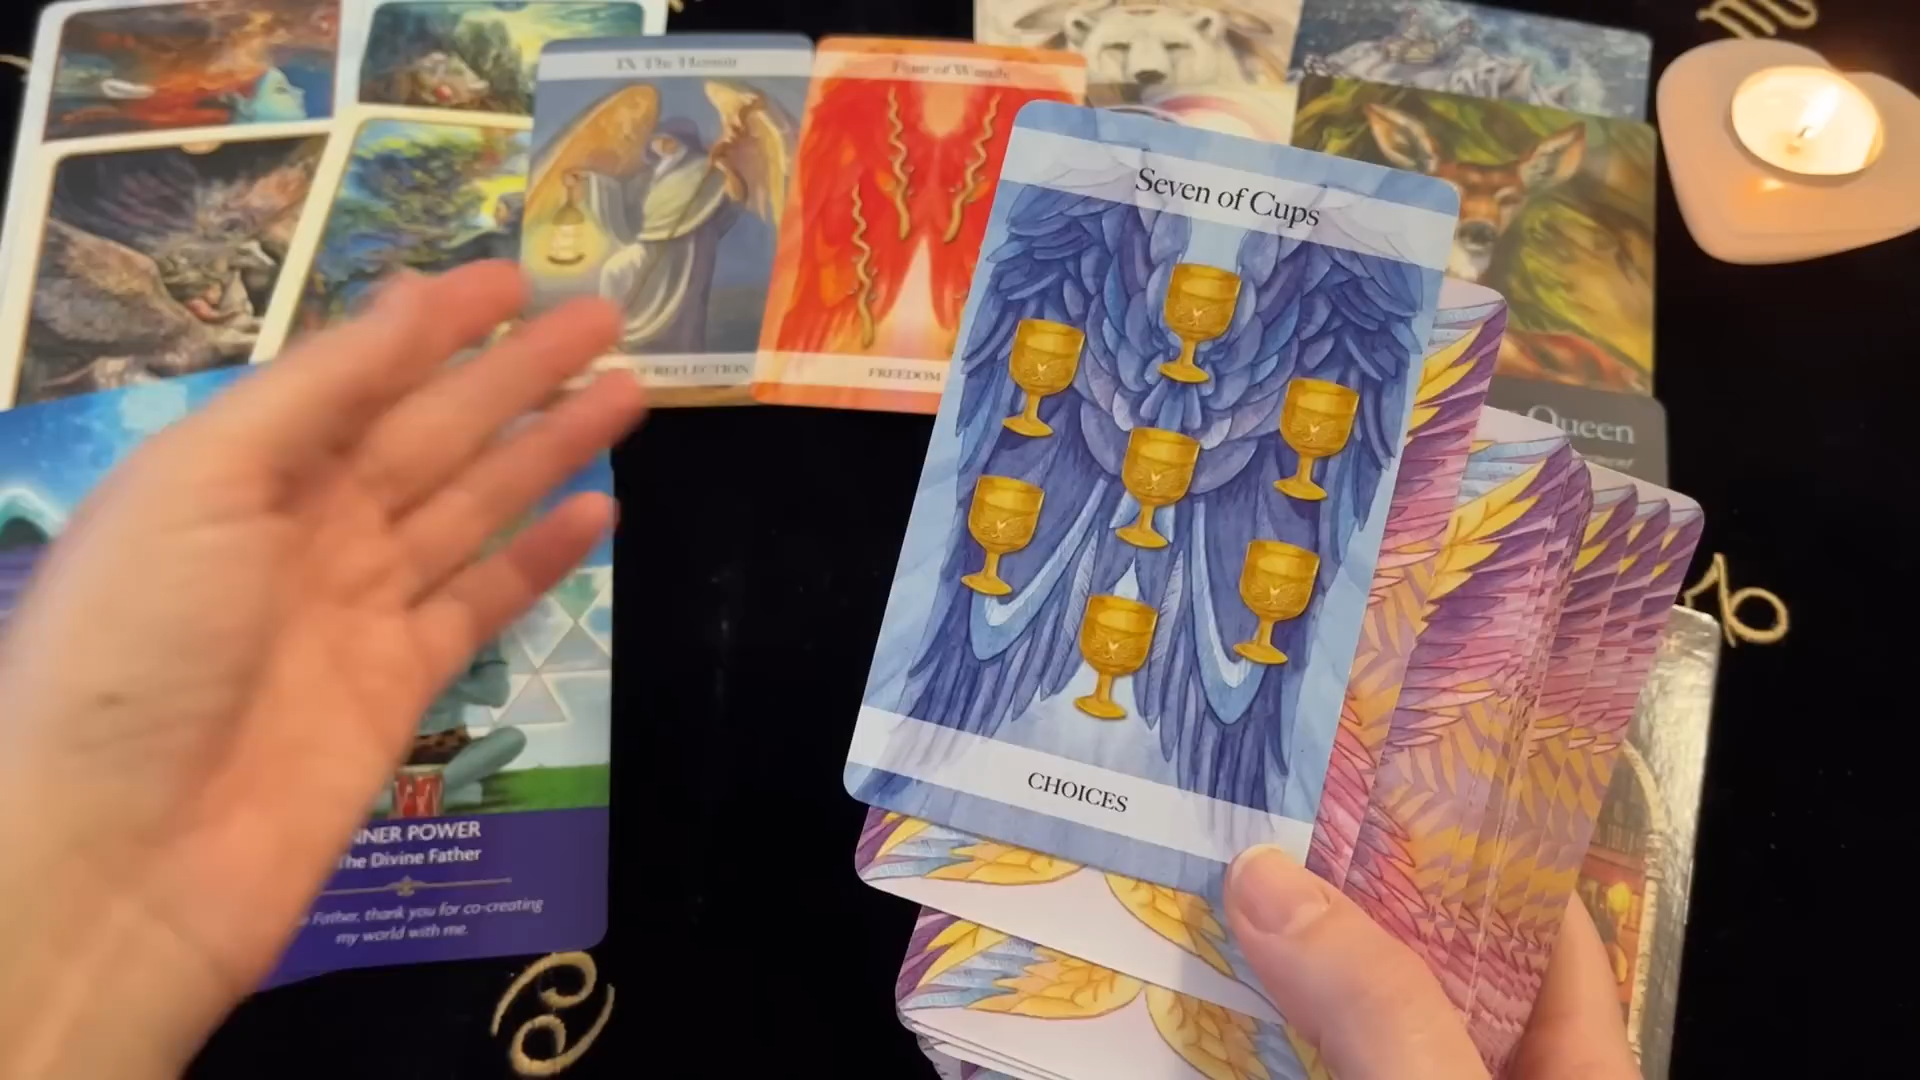 IX The Hermit
Four of Wands
Seven of Cups
REFLECTION
FREEDOM
Queen
CHOICES
INNER POWER
The Divine Father
Father, thank you for co-creating
my world with me.